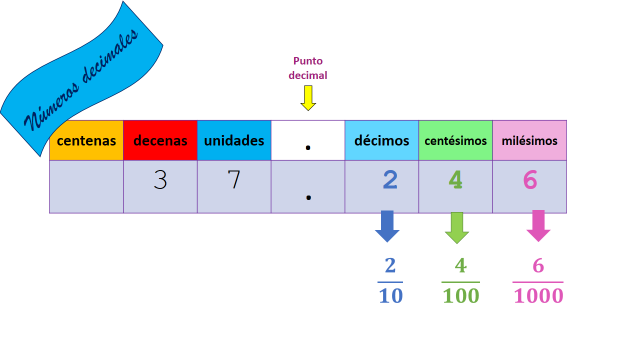 Números decimales
Punto
decimal
centenas decenas unidades . décimos centésimos milésimos
3 7 . 2 4 6
2 4 6
10 100 1000